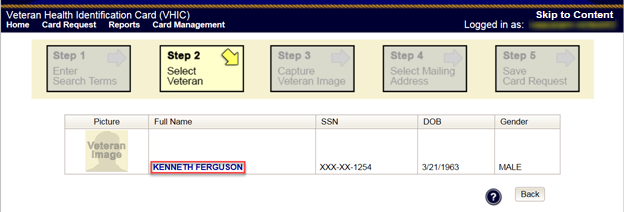 Veteran Health Identification Card (VHIC)
Skip to Content
Home Card Request Reports Card Management
Logged in as:
Step 1
Enter
Search Terms
Step 2
Select
Veteran
Step 3
Capture
Veteran Image
Step 4
Select Mailing
Address
Step 5
Save
Card Request
Picture Full Name SSN DOB Gender
Veteran
Image
KENNETH FERGUSON XXX-XX-1254 3/21/1963 MALE
? Back